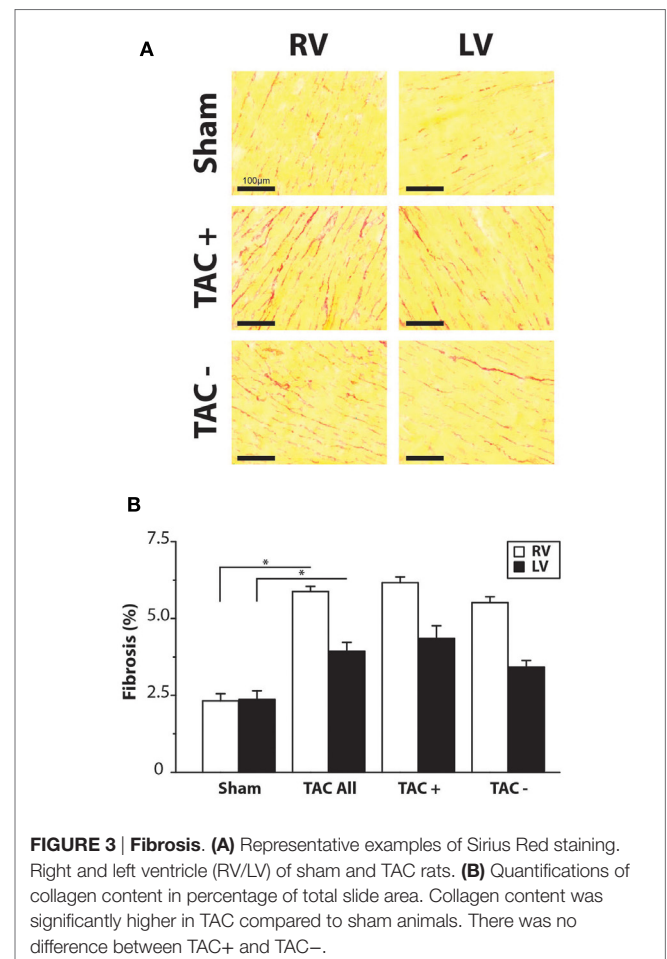 A
RV
LV
Sham
100µm
TAC +
TAC -
B
7.5
5.0
2.5
0
Fibrosis (%)
*
*
RV
LV
Sham
TAC All
TAC +
TAC -
FIGURE 3 | Fibrosis. (A) Representative examples of Sirius Red staining.
Right and left ventricle (RV/LV) of sham and TAC rats. (B) Quantifications of
collagen content in percentage of total slide area. Collagen content was
significantly higher in TAC compared to sham animals. There was no
difference between TAC+ and TAC−.